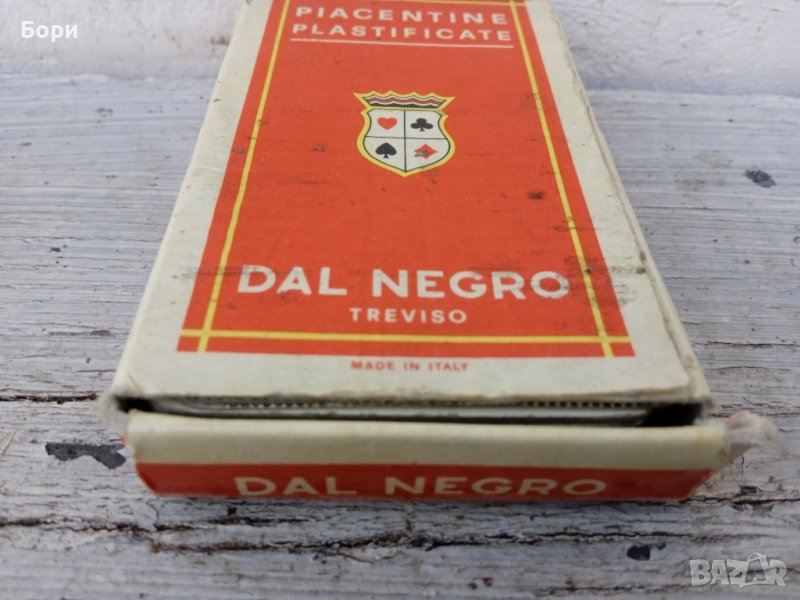 Бори
PIACENTINE
PLASTIFICATE
DAL NEGRO
TREVISO
MADE IN ITALY
DAL NEGRO
BAZAR